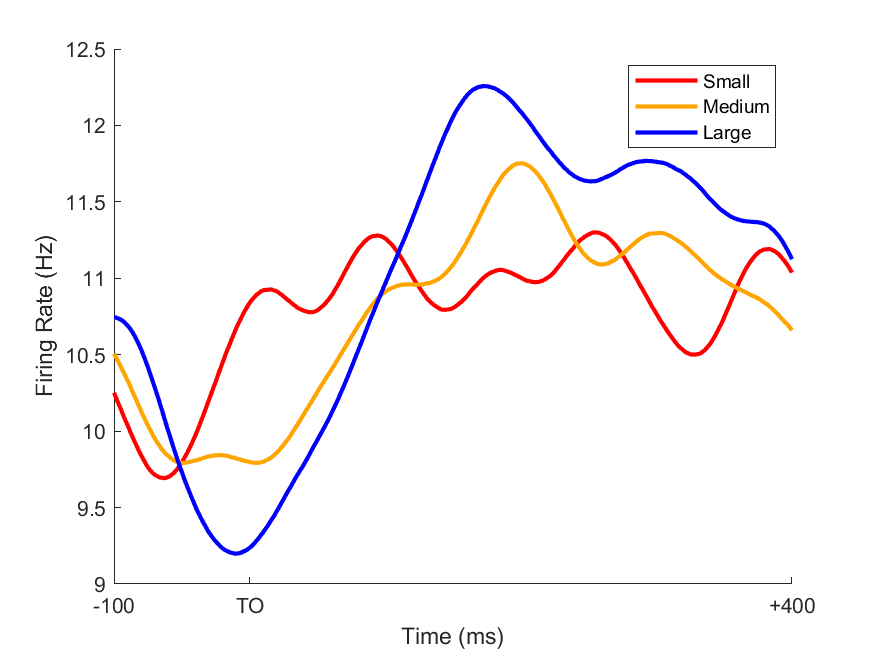 12.5
12
11.5
11
10.5
10
9.5
9
Firing Rate (Hz)
Small
Medium
Large
-100
TO
+400
Time (ms)